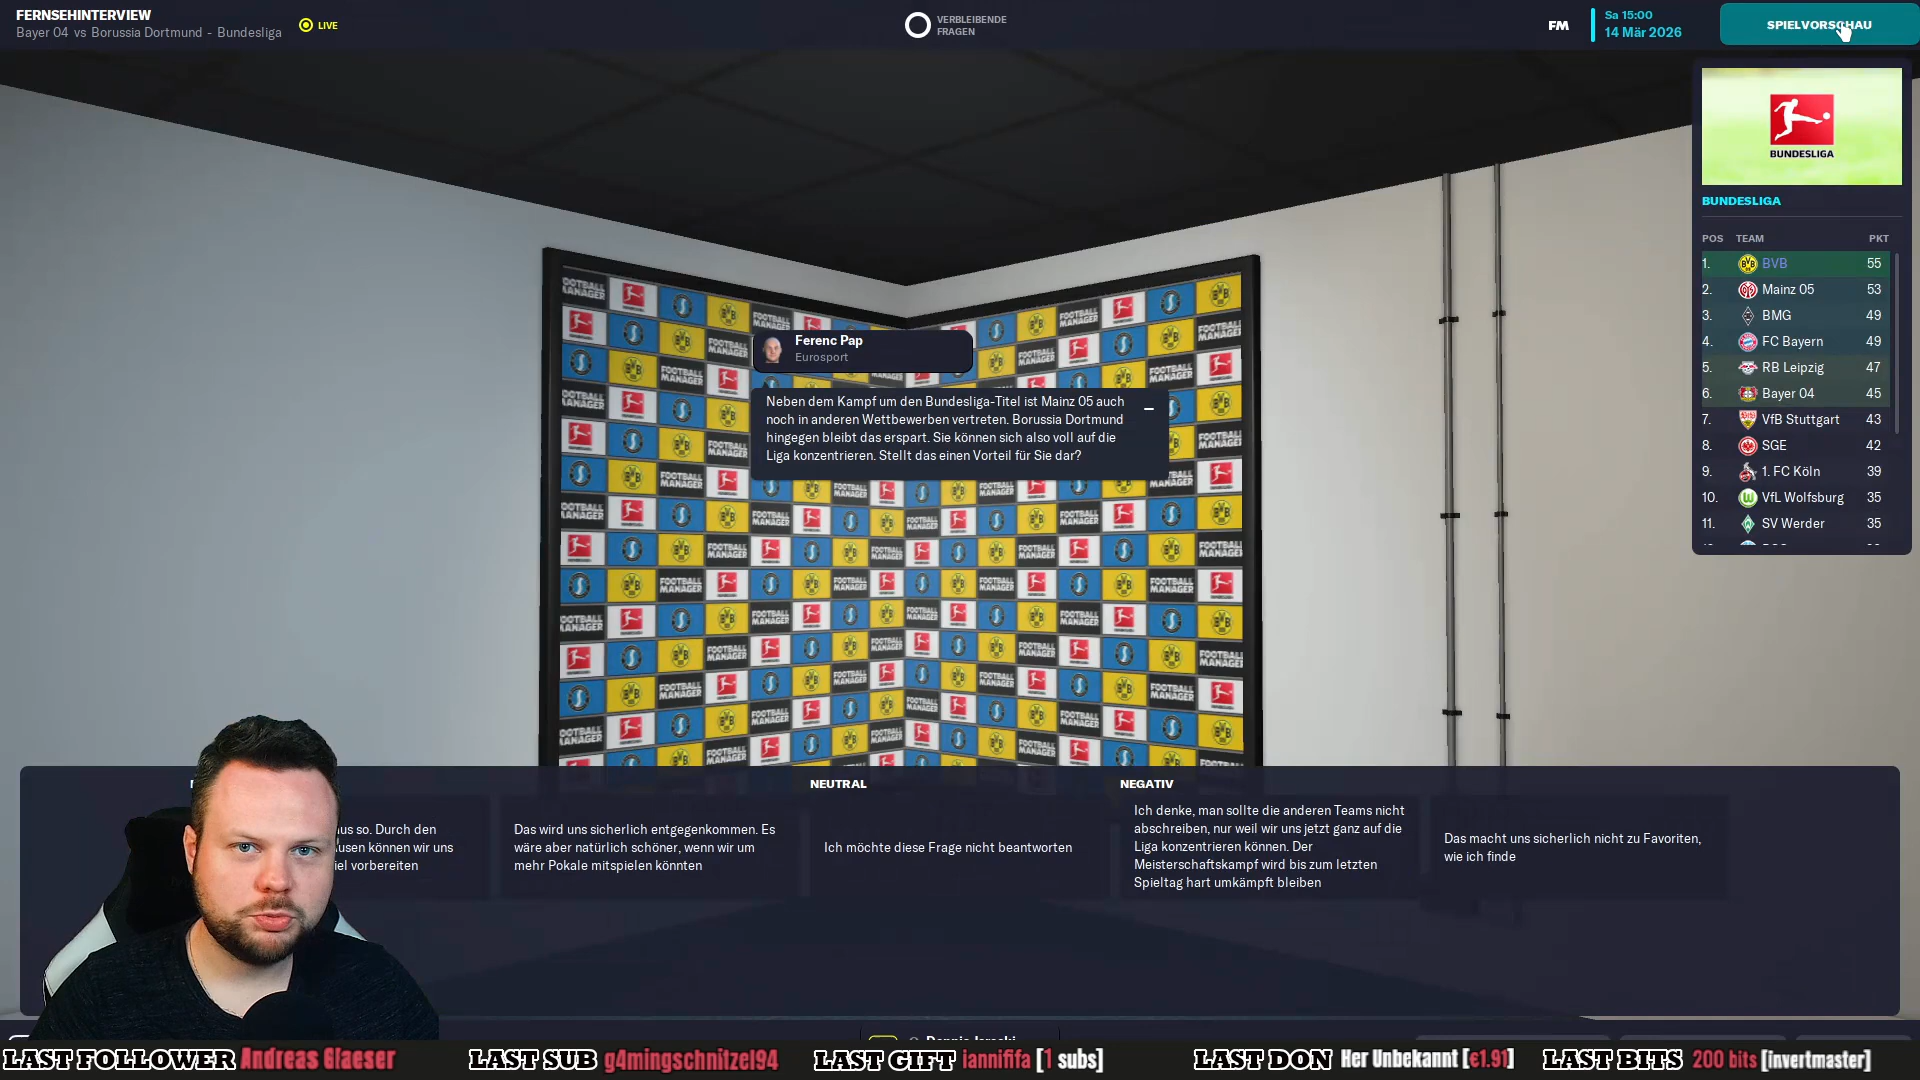 FERNSEHINTERVIEW
Bayer 04 vs Borussia Dortmund - Bundesliga
LIVE
VERBLEIBENDE
FRAGEN
FM
Sa 15:00
14 Mär 2026
SPIELVORSCHAU
BUNDESLIGA
BUNDESLIGA
POS TEAM PKT
1. BVB 55
2. Mainz 05 53
3. BMG 49
4. FC Bayern 49
5. RB Leipzig 47
6. Bayer 04 45
7. VfB Stuttgart 43
8. SGE 42
9. 1. FC Köln 39
10. VfL Wolfsburg 35
11. SV Werder 35
FOOTBALL MANAGER
Ferenc Pap
Eurosport
Neben dem Kampf um den Bundesliga-Titel ist Mainz 05 auch
noch in anderen Wettbewerben vertreten. Borussia Dortmund
hingegen bleibt das erspart. Sie können sich also voll auf die
Liga konzentrieren. Stellt das einen Vorteil für Sie dar?
NEUTRAL
NEGATIV
so. Durch den
können wir uns
vorbereiten
Das wird uns sicherlich entgegenkommen. Es
wäre aber natürlich schöner, wenn wir um
mehr Pokale mitspielen könnten
Ich möchte diese Frage nicht beantworten
Ich denke, man sollte die anderen Teams nicht
abschreiben, nur weil wir uns jetzt ganz auf die
Liga konzentrieren können. Der
Meisterschaftskampf wird bis zum letzten
Spieltag hart umkämpft bleiben
Das macht uns sicherlich nicht zu Favoriten,
wie ich finde
LAST FOLLOWER Andreas Glaeser
LAST SUB g4mingschnitzel94
LAST GIFT iannififa [1 subs]
LAST DON Her Unbekannt [€1.91]
LAST BITS 200 bits [invertmaster]